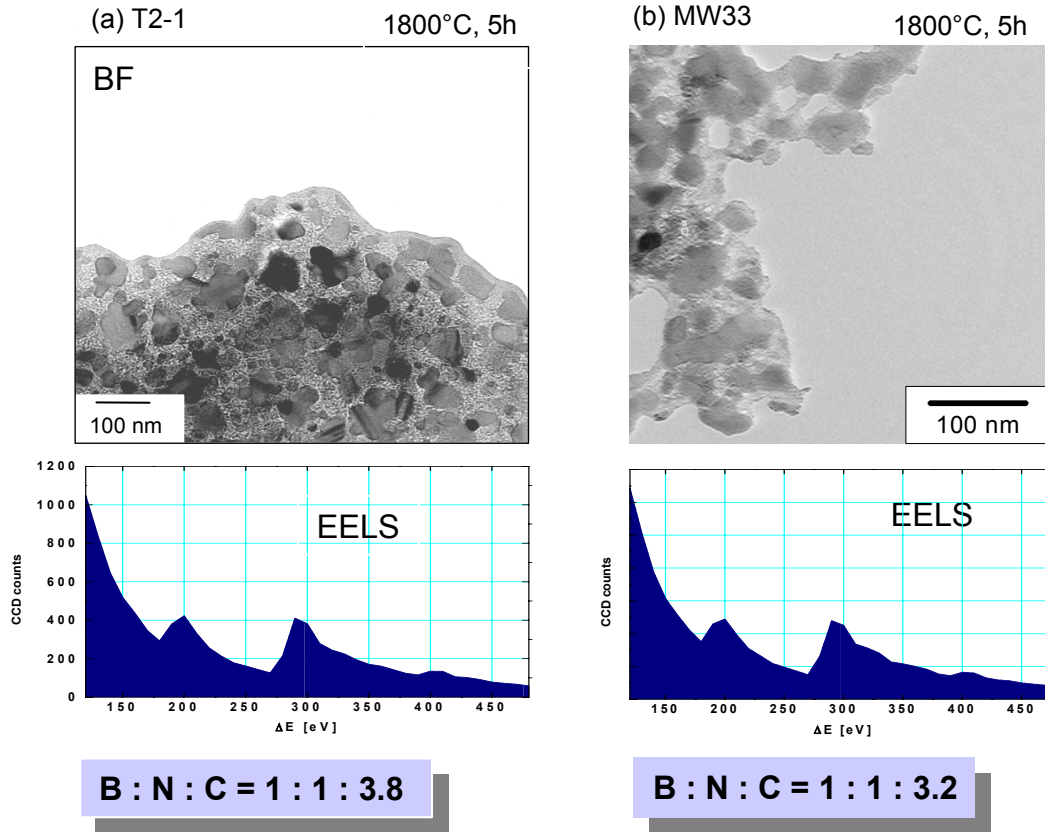 (a) T2-1
1800°C, 5h
BF
100 nm
1200
1000
800
600
400
200
0
CCD counts
EELS
150 200 250 300 350 400 450
ΔE [eV]
B : N : C = 1 : 1 : 3.8
(b) MW33
1800°C, 5h
100 nm
EELS
150 200 250 300 350 400 450
ΔE [eV]
CCD counts
B : N : C = 1 : 1 : 3.2